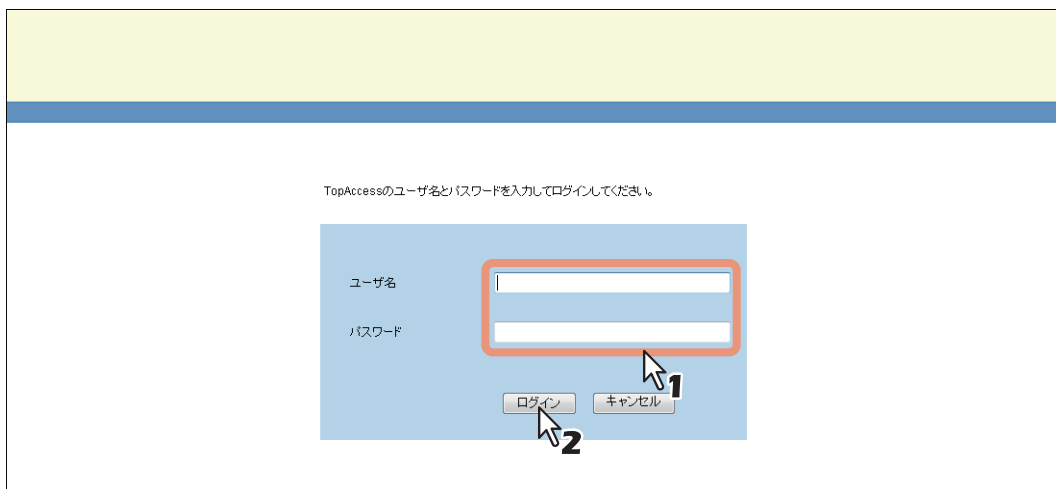 TopAccessのユーザ名とパスワードを入力してログインしてください。
ユーザ名
パスワード
1
ログイン キャンセル
2